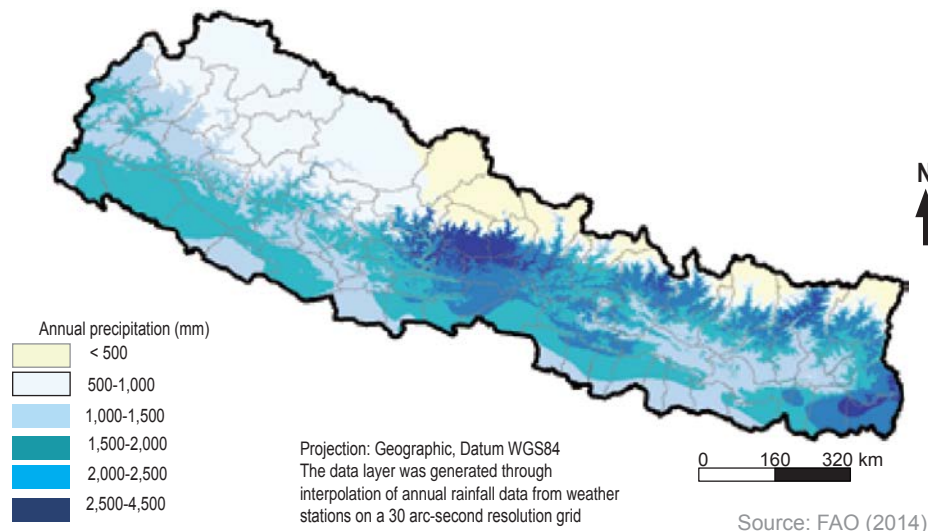 N
Annual precipitation (mm)
< 500
500-1,000
1,000-1,500
1,500-2,000
2,000-2,500
2,500-4,500
Projection: Geographic, Datum WGS84
The data layer was generated through
interpolation of annual rainfall data from weather
stations on a 30 arc-second resolution grid
0 160 320 km
Source: FAO (2014)